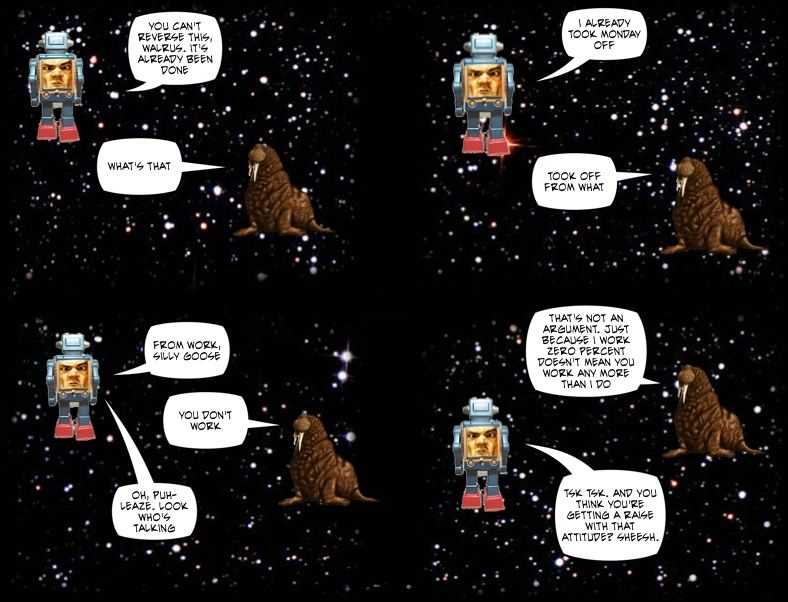 YOU CAN'T
REVERSE THIS,
WALRUS. IT'S
ALREADY BEEN
DONE
WHAT'S THAT
I ALREADY
TOOK MONDAY
OFF
TOOK OFF
FROM WHAT
FROM WORK,
SILLY GOOSE
YOU DON'T
WORK
OH, PUH-
LEAZE. LOOK
WHO'S
TALKING
THAT'S NOT AN
ARGUMENT. JUST
BECAUSE I WORK
ZERO PERCENT
DOESN'T MEAN YOU
WORK ANY MORE
THAN I DO
TSK TSK. AND YOU
THINK YOU'RE
GETTING A RAISE
WITH THAT
ATTITUDE? SHEESH.